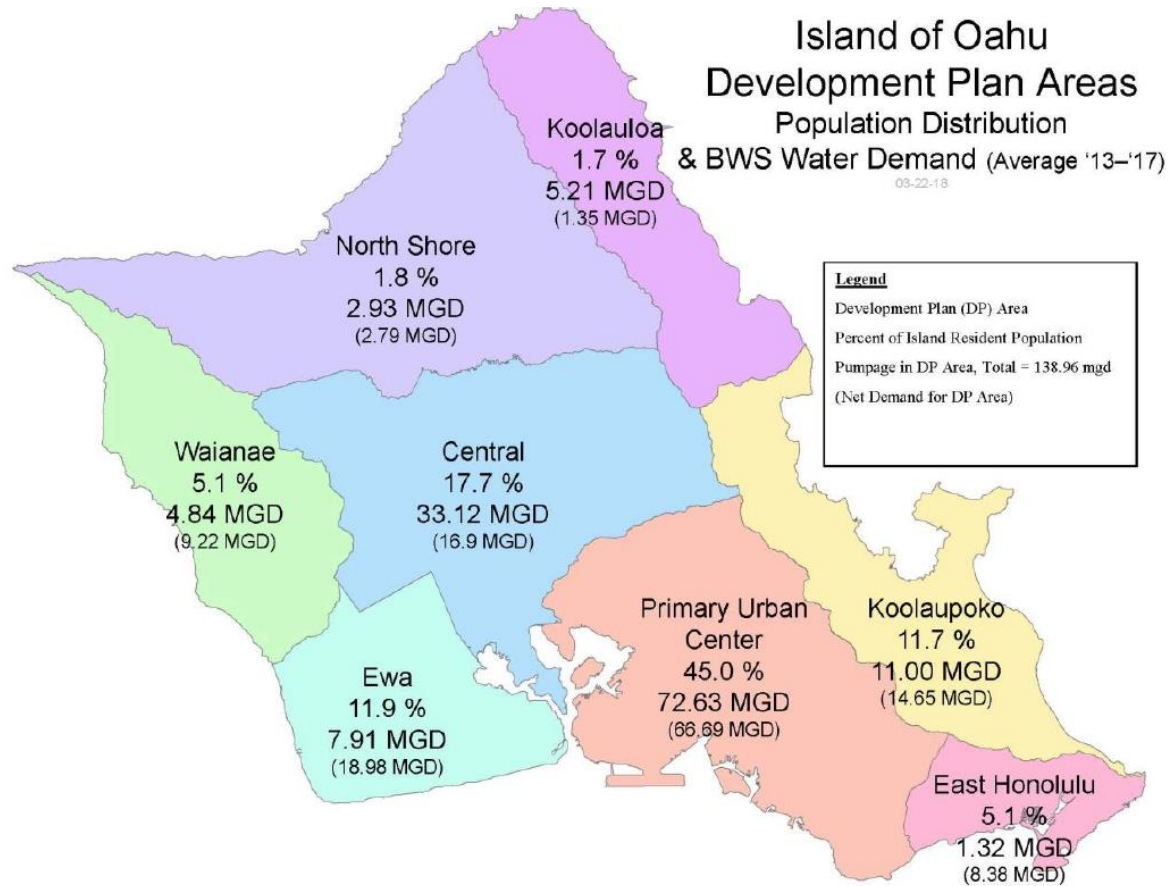 Island of Oahu
Development Plan Areas
Population Distribution
& BWS Water Demand (Average '13–'17)
03-22-18
Koolauloa
1.7 %
5.21 MGD
(1.35 MGD)
North Shore
1.8 %
2.93 MGD
(2.79 MGD)
Legend
Development Plan (DP) Area
Percent of Island Resident Population
Pumpage in DP Area, Total = 138.96 mgd
(Net Demand for DP Area)
Waianae
5.1 %
4.84 MGD
(9.22 MGD)
Central
17.7 %
33.12 MGD
(16.9 MGD)
Primary Urban
Center
45.0 %
72.63 MGD
(66.69 MGD)
Koolaupoko
11.7 %
11.00 MGD
(14.65 MGD)
Ewa
11.9 %
7.91 MGD
(18.98 MGD)
East Honolulu
5.1 %
1.32 MGD
(8.38 MGD)